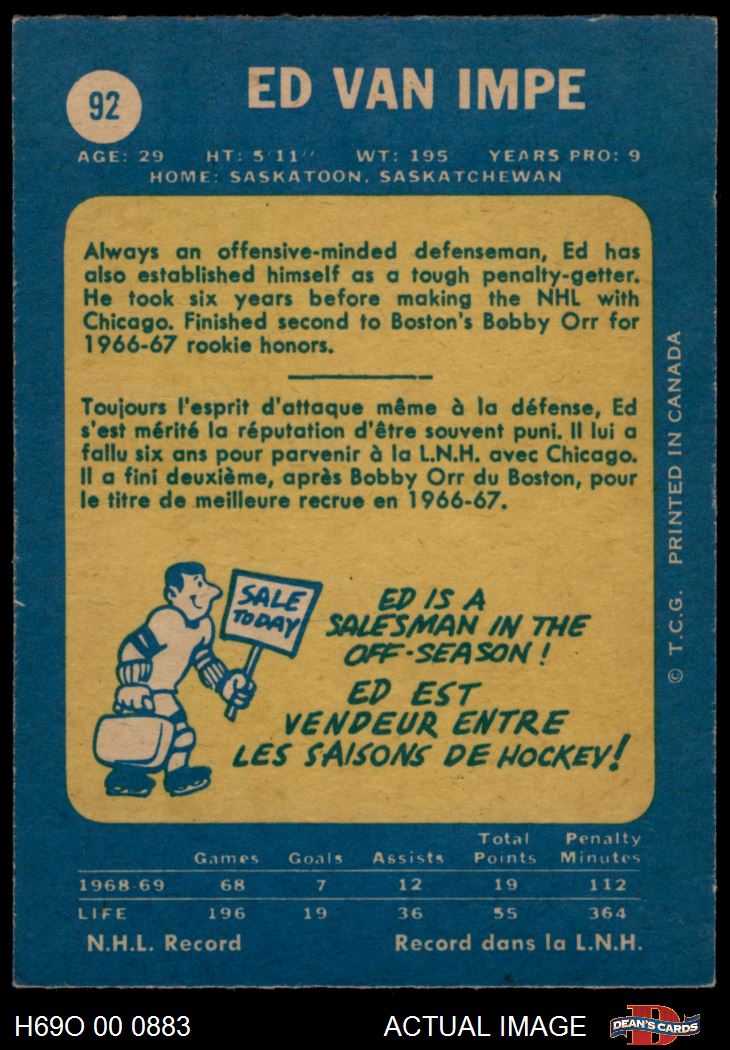 92
ED VAN IMPE
AGE: 29 HT: 5'11" WT: 195 YEARS PRO: 9
HOME: SASKATOON, SASKATCHEWAN
Always an offensive-minded defenseman, Ed has
also established himself as a tough penalty-getter.
He took six years before making the NHL with
Chicago. Finished second to Boston's Bobby Orr for
1966-67 rookie honors.
Toujours l'esprit d'attaque même à la défense, Ed
s'est mérité la réputation d'être souvent puni. Il lui a
fallu six ans pour parvenir à la L.N.H. avec Chicago.
Il a fini deuxième, après Bobby Orr du Boston, pour
le titre de meilleure recrue en 1966-67.
SALE
TODAY
ED IS A
SALESMAN IN THE
OFF-SEASON!
ED EST
VENDEUR ENTRE
LES SAISONS DE HOCKEY!
© T.C.G. PRINTED IN CANADA
Total Penalty
Games Goals Assists Points Minutes
1968-69 68 7 12 19 112
LIFE 196 19 36 55 364
N.H.L. Record Record dans la L.N.H.
H69O 00 0883 ACTUAL IMAGE D DEAN'S CARDS